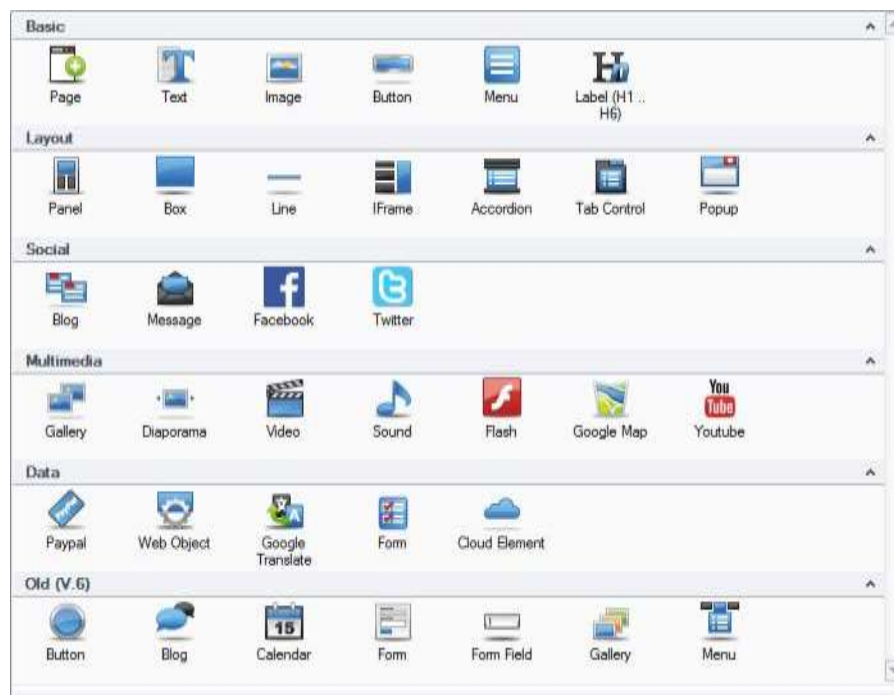 Basic
Page
Text
Image
Button
Menu
Label (H1 ..
H6)
Layout
Panel
Box
Line
IFrame
Accordion
Tab Control
Popup
Social
Blog
Message
Facebook
Twitter
Multimedia
You
Tube
Gallery
Diaporama
Video
Sound
Flash
Google Map
Youtube
Data
PayPal
Paypal
Web Object
Google
Translate
Form
Cloud Element
Old (V.6)
15
Button
Blog
Calendar
Form
Form Field
Gallery
Menu